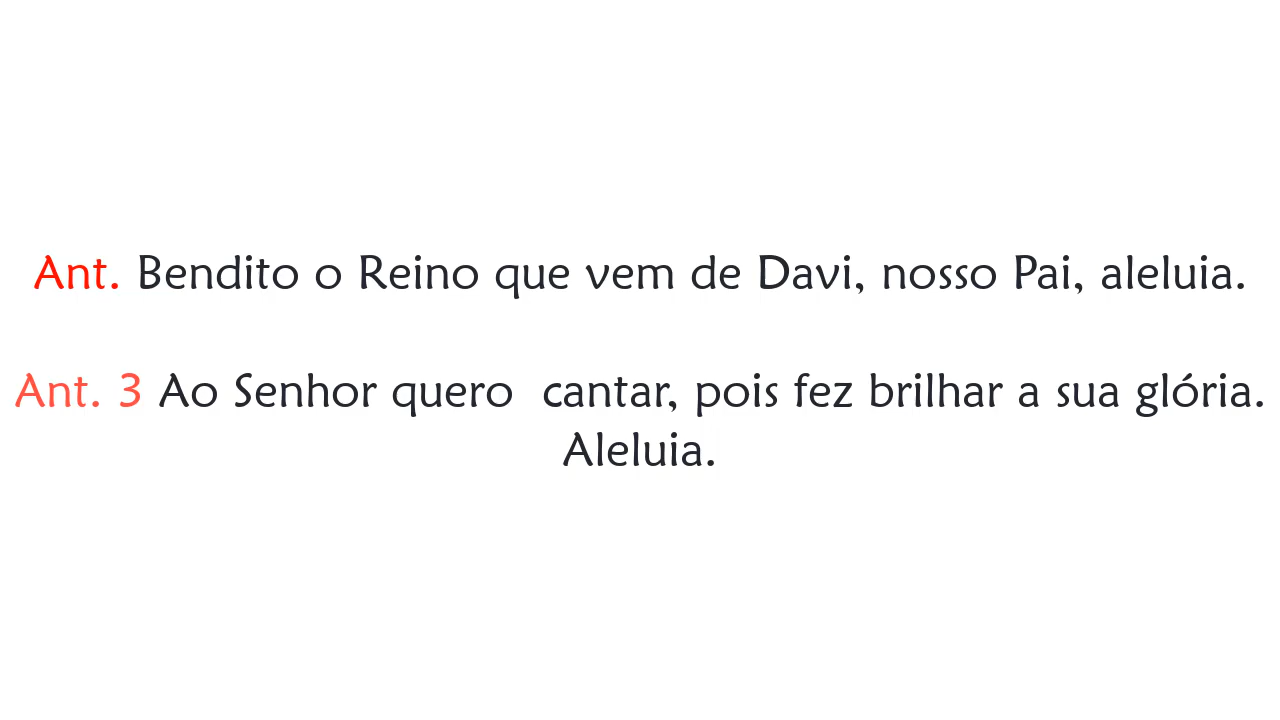 Ant. Bendito o Reino que vem de Davi, nosso Pai, aleluia.
Ant. 3 Ao Senhor quero  cantar, pois fez brilhar a sua glória.
Aleluia.